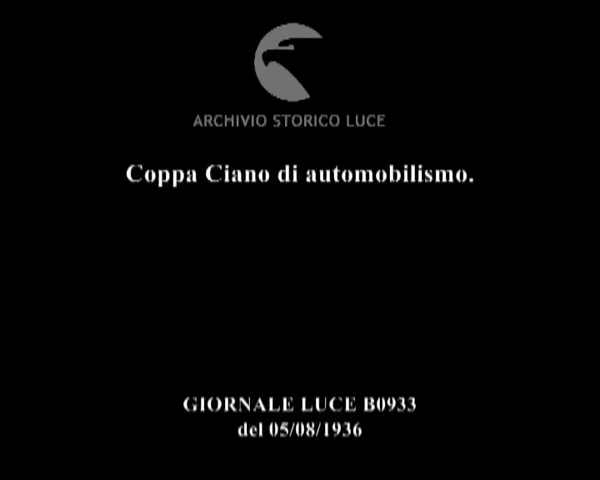 ARCHIVIO STORICO LUCE
Coppa Ciano di automobilismo.
GIORNALE LUCE B0933
del 05/08/1936